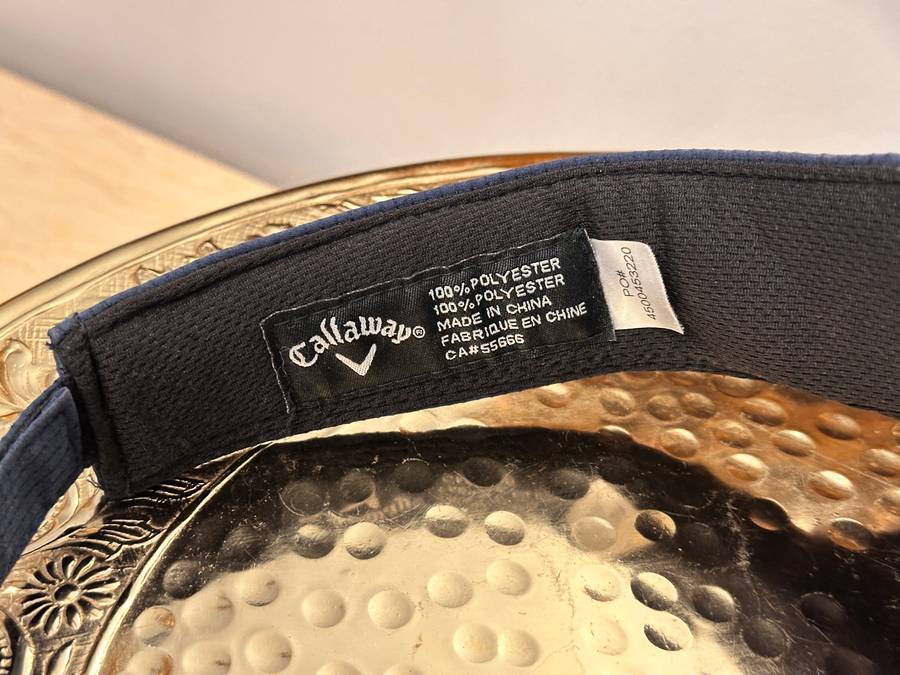 Callaway®
100% POLYESTER
100% POLYESTER
MADE IN CHINA
FABRIQUE EN CHINE
CA#55666
PO#
4500453220